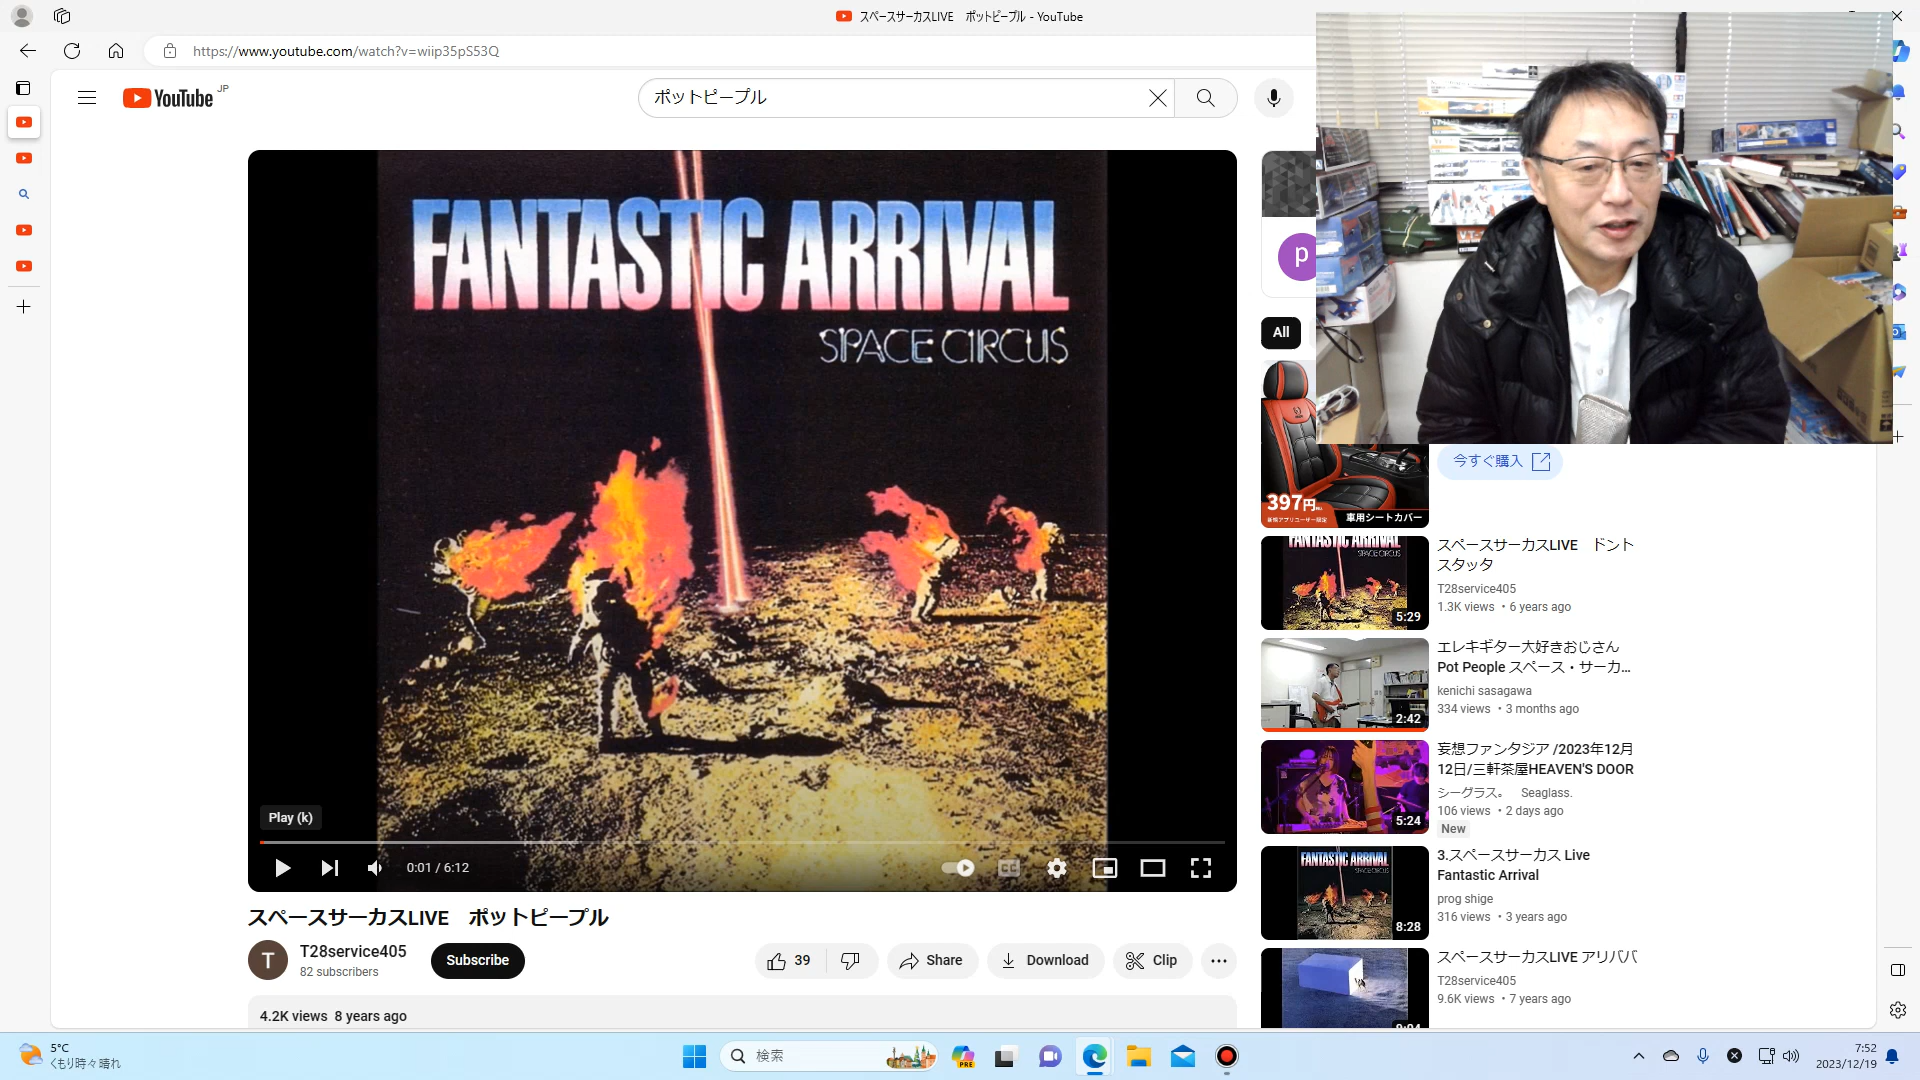 スペースサーカスLIVE　ポットピープル - YouTube
https://www.youtube.com/watch?v=wiip35pS53Q
YouTube JP
ポットピープル
FANTASTIC ARRIVAL
SPACE CIRCUS
Play (k)
0:01 / 6:12
スペースサーカスLIVE　ポットピープル
T
T28service405
82 subscribers
Subscribe
39
Share
Download
Clip
4.2K views 8 years ago
p
All
397円
車用シートカバー
今すぐ購入
FANTASTIC ARRIVAL
SPACE CIRCUS
5:29
スペースサーカスLIVE　ドント
スタッタ
T28service405
1.3K views • 6 years ago
2:42
エレキギター大好きおじさん
Pot People スペース・サーカ...
kenichi sasagawa
334 views • 3 months ago
5:24
妄想ファンタジア /2023年12月
12日/三軒茶屋HEAVEN'S DOOR
シーグラス。　Seaglass.
106 views • 2 days ago
New
FANTASTIC ARRIVAL
SPACE CIRCUS
8:28
3.スペースサーカス Live
Fantastic Arrival
prog shige
316 views • 3 years ago
スペースサーカスLIVE アリババ
T28service405
9.6K views • 7 years ago
5°C
くもり時々晴れ
検索
PRE
7:52
2023/12/19